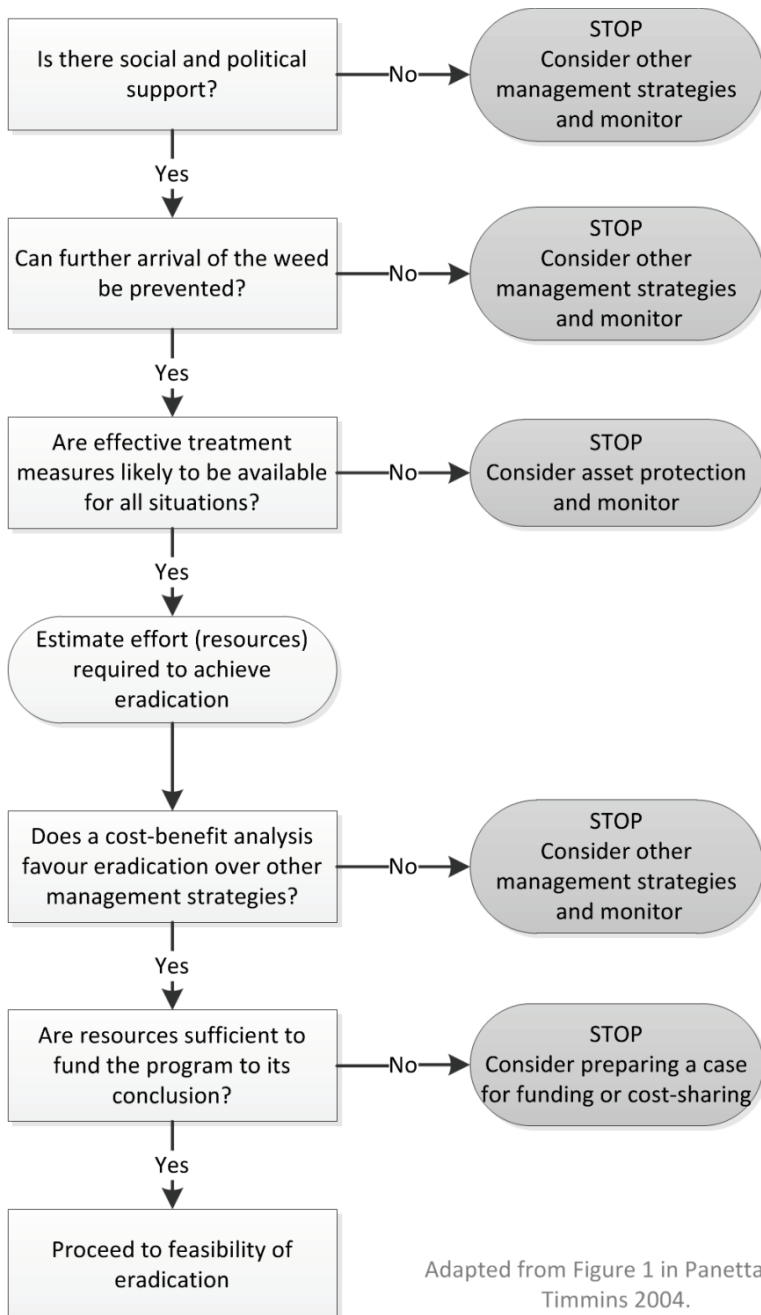 Is there social and political
support?
No
STOP
Consider other
management strategies
and monitor
Yes
Can further arrival of the weed
be prevented?
No
STOP
Consider other
management strategies
and monitor
Yes
Are effective treatment
measures likely to be available
for all situations?
No
STOP
Consider asset protection
and monitor
Yes
Estimate effort (resources)
required to achieve
eradication
Does a cost-benefit analysis
favour eradication over other
management strategies?
No
STOP
Consider other
management strategies
and monitor
Yes
Are resources sufficient to
fund the program to its
conclusion?
No
STOP
Consider preparing a case
for funding or cost-sharing
Yes
Proceed to feasibility of
eradication
Adapted from Figure 1 in Panetta
Timmins 2004.